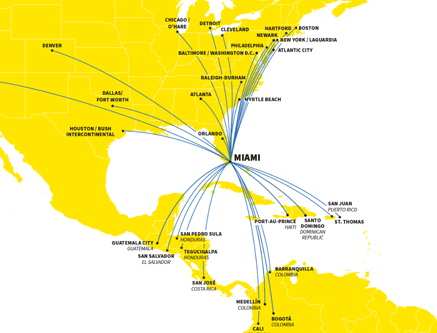 CHICAGO /
O'HARE
DETROIT
CLEVELAND
HARTFORD
BOSTON
NEWARK
NEW YORK / LAGUARDIA
PHILADELPHIA
ATLANTIC CITY
BALTIMORE / WASHINGTON D.C.
DENVER
RALEIGH-DURHAM
DALLAS/
FORT WORTH
ATLANTA
MYRTLE BEACH
HOUSTON / BUSH
INTERCONTINENTAL
ORLANDO
MIAMI
SAN JUAN
PUERTO RICO
ST. THOMAS
PORT-AU-PRINCE
HAITI
SANTO
DOMINGO
DOMINICAN
REPUBLIC
SAN PEDRO SULA
HONDURAS
GUATEMALA CITY
GUATEMALA
TEGUCIGALPA
HONDURAS
SAN SALVADOR
EL SALVADOR
BARRANQUILLA
COLOMBIA
SAN JOSÉ
COSTA RICA
MEDELLÍN
COLOMBIA
BOGOTÁ
COLOMBIA
CALI